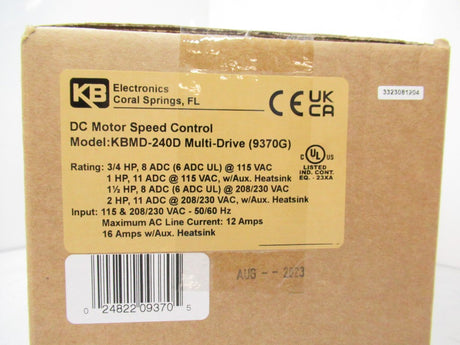 KB
Electronics
Coral Springs, FL
CE UK
CA
3323081204
DC Motor Speed Control
Model:KBMD-240D Multi-Drive (9370G)
Rating: 3/4 HP, 8 ADC (6 ADC UL) @ 115 VAC
1 HP, 11 ADC @ 115 VAC, w/Aux. Heatsink
1½ HP, 8 ADC (6 ADC UL) @ 208/230 VAC
2 HP, 11 ADC @ 208/230 VAC, w/Aux. Heatsink
Input: 115 & 208/230 VAC - 50/60 Hz
Maximum AC Line Current: 12 Amps
16 Amps w/Aux. Heatsink
c UL US
LISTED
IND. CONT.
EQ. - 23KA
AUG -- 2023
0 24822 09370 5